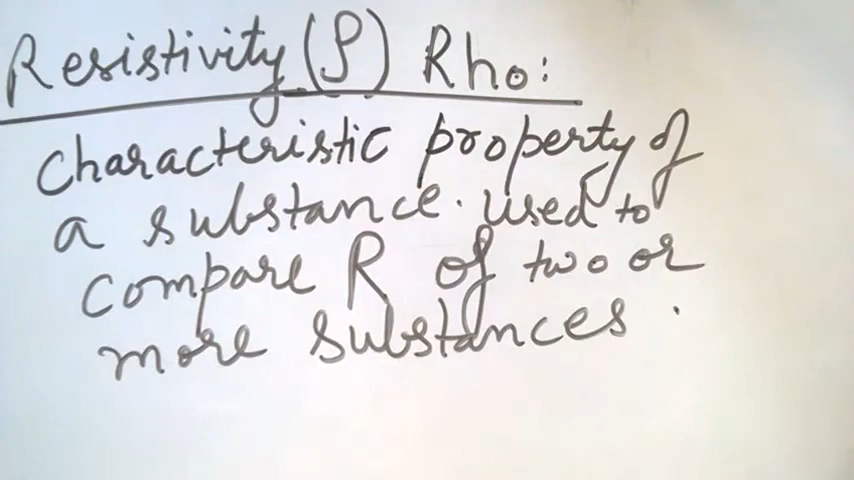 Resistivity (ρ) Rho:
characteristic property of
a substance. used to
compare R of two or
more substances.